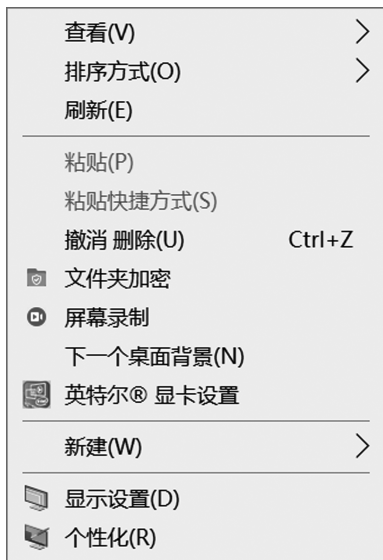 查看(V)
排序方式(O)
刷新(E)
粘贴(P)
粘贴快捷方式(S)
撤消 删除(U) Ctrl+Z
文件夹加密
屏幕录制
下一个桌面背景(N)
英特尔® 显卡设置
新建(W)
显示设置(D)
个性化(R)